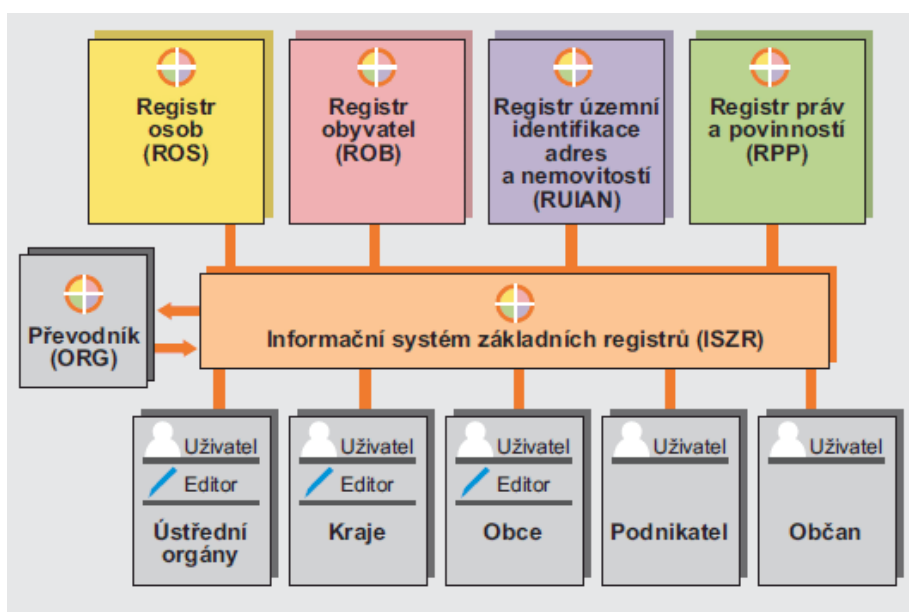 Registr
osob
(ROS)
Registr
obyvatel
(ROB)
Registr územní
identifikace
adres
a nemovitostí
(RUIAN)
Registr práv
a povinností
(RPP)
Převodník
(ORG)
Informační systém základních registrů (ISZR)
Uživatel
Editor
Ústřední
orgány
Uživatel
Editor
Kraje
Uživatel
Editor
Obce
Uživatel
Podnikatel
Uživatel
Občan